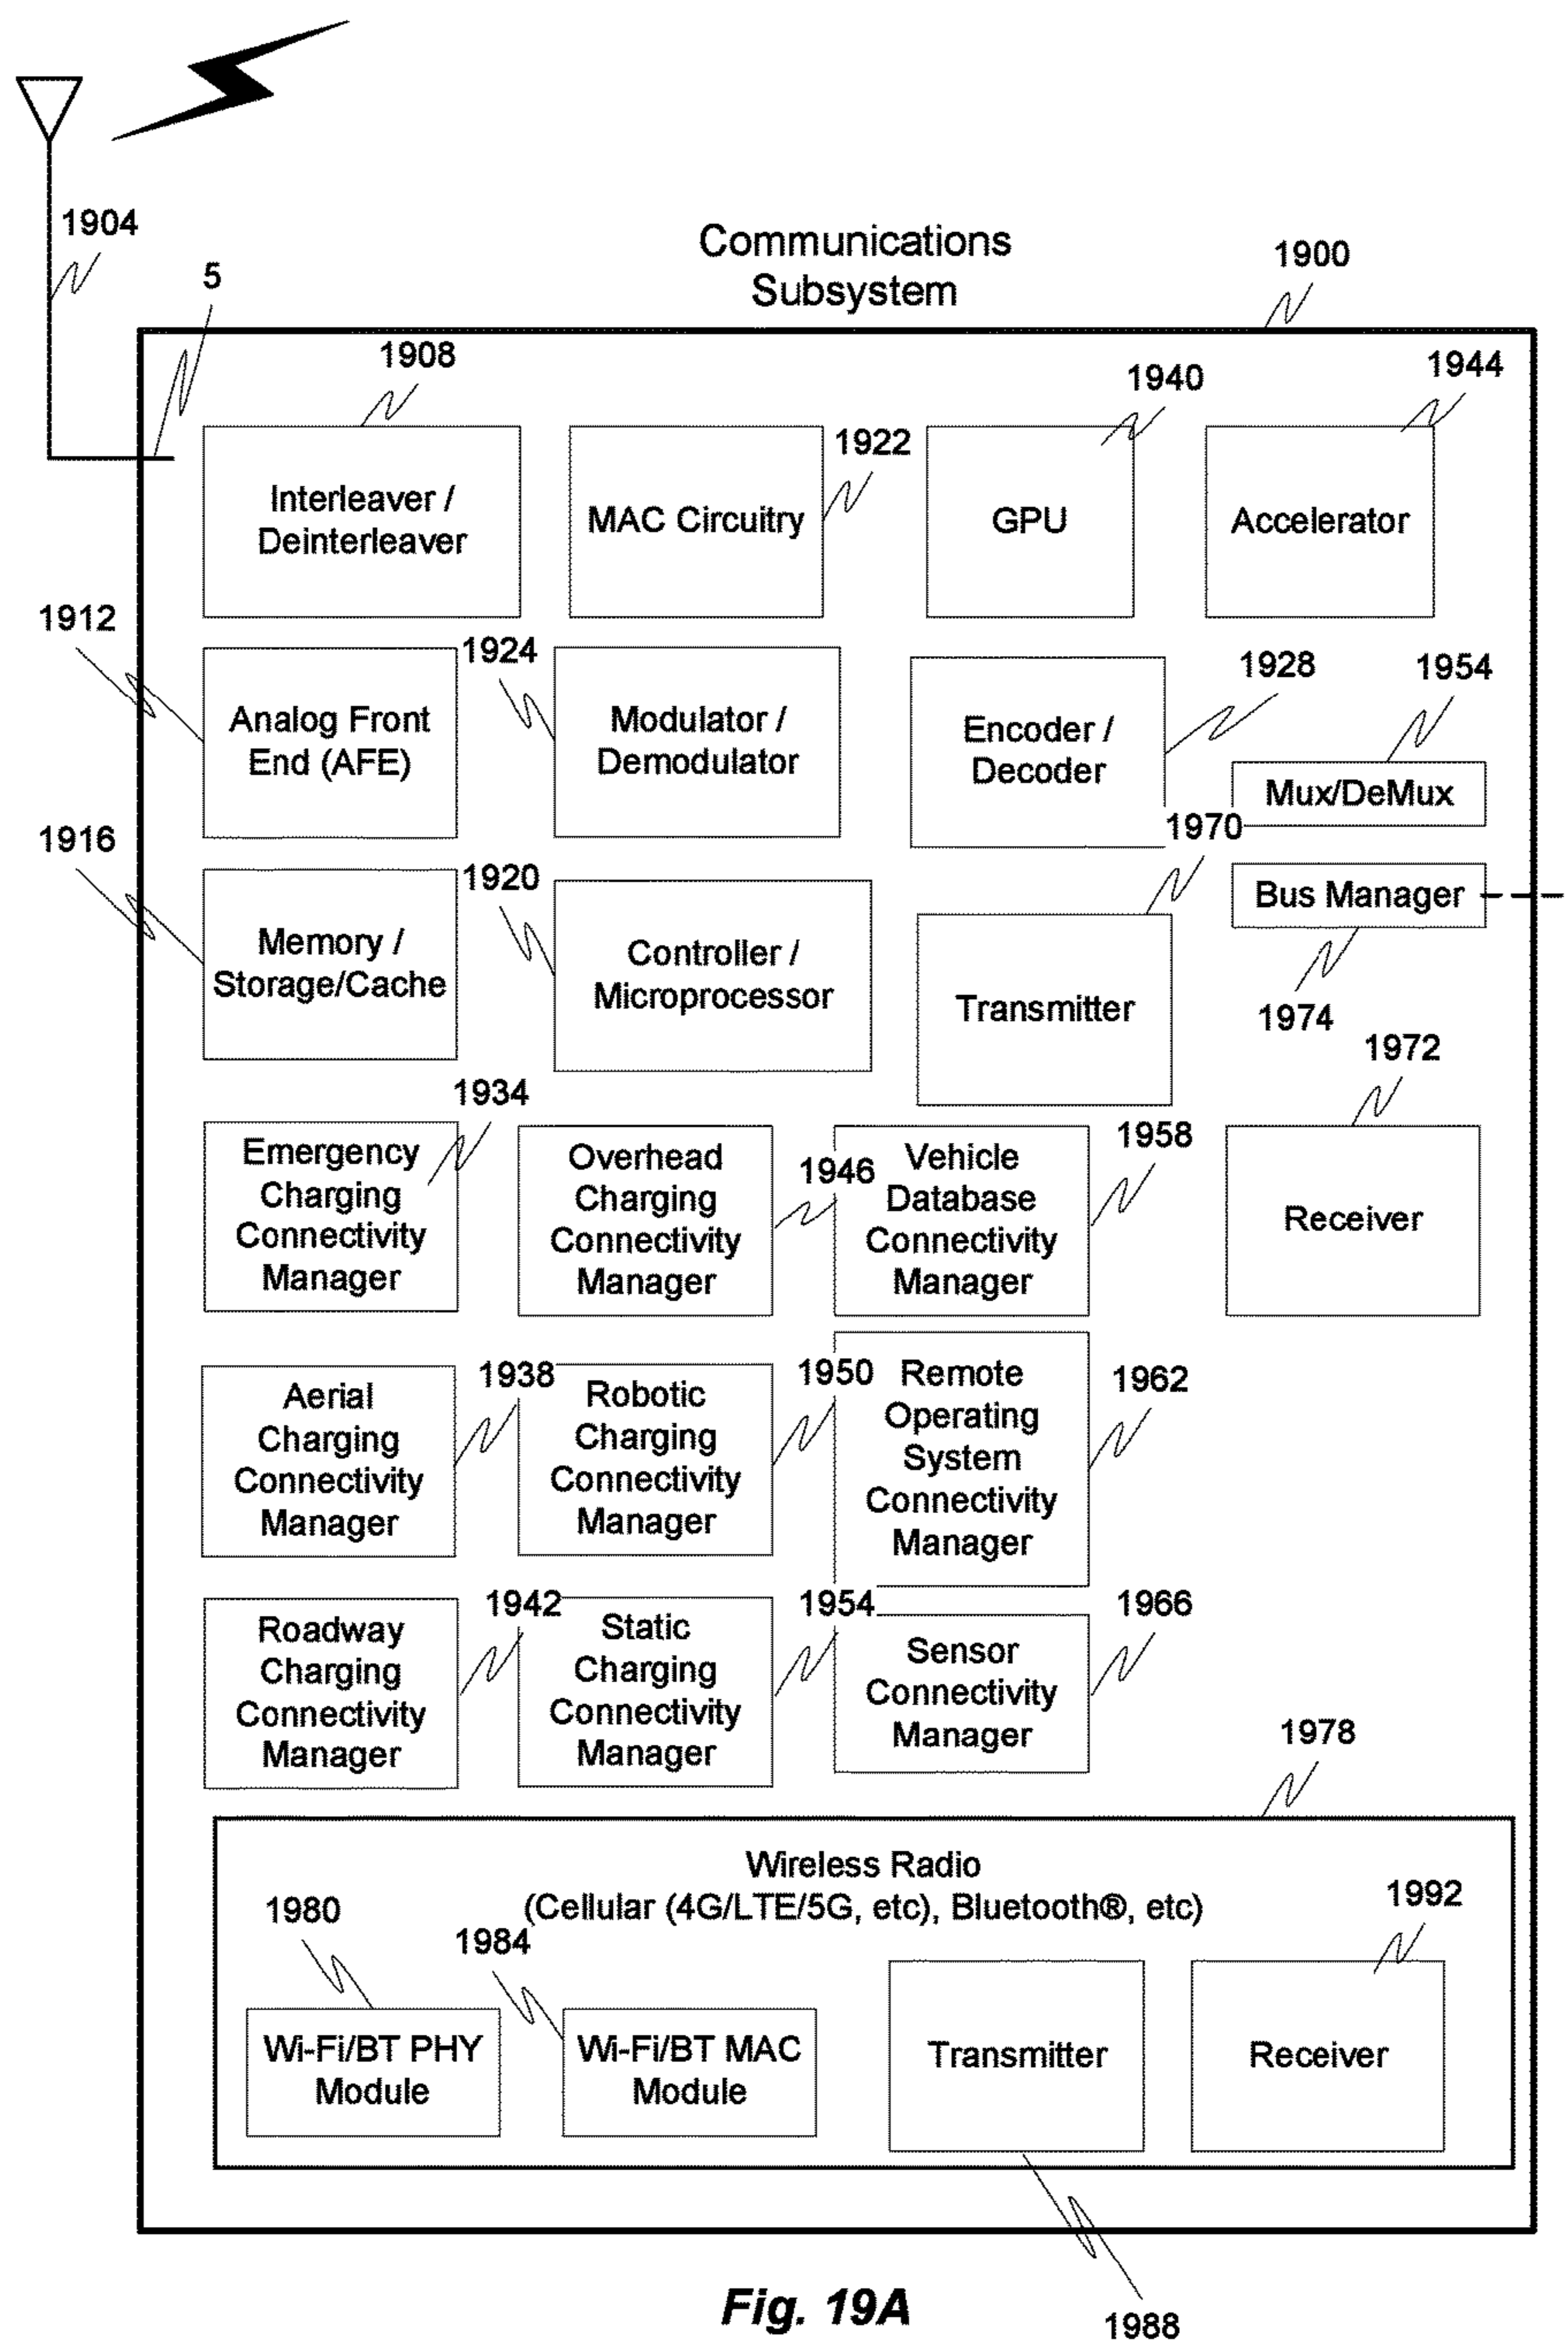 1904
Communications
Subsystem
1900
5
1908
1940
1944
1922
Interleaver /
Deinterleaver
MAC Circuitry
GPU
Accelerator
1912
1924
1928
1954
Analog Front
End (AFE)
Modulator /
Demodulator
Encoder /
Decoder
Mux/DeMux
1916
1920
1970
Memory /
Storage/Cache
Controller /
Microprocessor
Transmitter
Bus Manager
1974
1972
1934
Emergency
Charging
Connectivity
Manager
Overhead
Charging
Connectivity
Manager
1946
Vehicle
Database
Connectivity
Manager
1958
Receiver
Aerial
Charging
Connectivity
Manager
1938
Robotic
Charging
Connectivity
Manager
1950
Remote
Operating
System
Connectivity
Manager
1962
Roadway
Charging
Connectivity
Manager
1942
Static
Charging
Connectivity
Manager
1954
Sensor
Connectivity
Manager
1966
1978
Wireless Radio
(Cellular (4G/LTE/5G, etc), Bluetooth®, etc)
1980
1984
1992
Wi-Fi/BT PHY
Module
Wi-Fi/BT MAC
Module
Transmitter
Receiver
1988
Fig. 19A